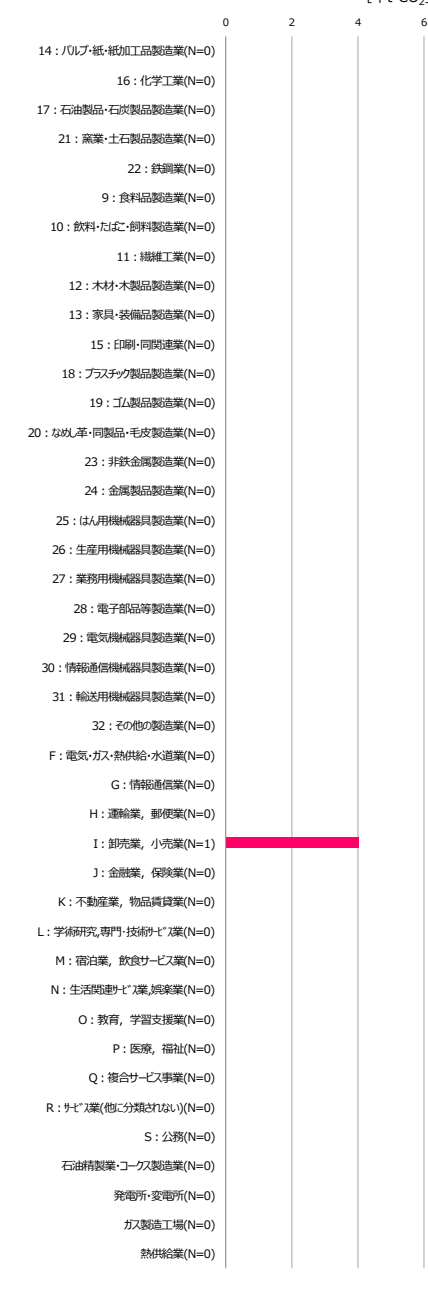 0 2 4 6
14：パルプ・紙・紙加工品製造業(N=0)
16：化学工業(N=0)
17：石油製品・石炭製品製造業(N=0)
21：窯業・土石製品製造業(N=0)
22：鉄鋼業(N=0)
9：食料品製造業(N=0)
10：飲料・たばこ・飼料製造業(N=0)
11：繊維工業(N=0)
12：木材・木製品製造業(N=0)
13：家具・装備品製造業(N=0)
15：印刷・同関連業(N=0)
18：プラスチック製品製造業(N=0)
19：ゴム製品製造業(N=0)
20：なめし革・同製品・毛皮製造業(N=0)
23：非鉄金属製造業(N=0)
24：金属製品製造業(N=0)
25：はん用機械器具製造業(N=0)
26：生産用機械器具製造業(N=0)
27：業務用機械器具製造業(N=0)
28：電子部品等製造業(N=0)
29：電気機械器具製造業(N=0)
30：情報通信機械器具製造業(N=0)
31：輸送用機械器具製造業(N=0)
32：その他の製造業(N=0)
F：電気・ガス・熱供給・水道業(N=0)
G：情報通信業(N=0)
H：運輸業，郵便業(N=0)
I：卸売業，小売業(N=1)
J：金融業，保険業(N=0)
K：不動産業，物品賃貸業(N=0)
L：学術研究,専門・技術ｻｰﾋﾞｽ業(N=0)
M：宿泊業，飲食サービス業(N=0)
N：生活関連ｻｰﾋﾞｽ業,娯楽業(N=0)
O：教育，学習支援業(N=0)
P：医療，福祉(N=0)
Q：複合サービス事業(N=0)
R：ｻｰﾋﾞｽ業(他に分類されない)(N=0)
S：公務(N=0)
石油精製業・コークス製造業(N=0)
発電所・変電所(N=0)
ガス製造工場(N=0)
熱供給業(N=0)